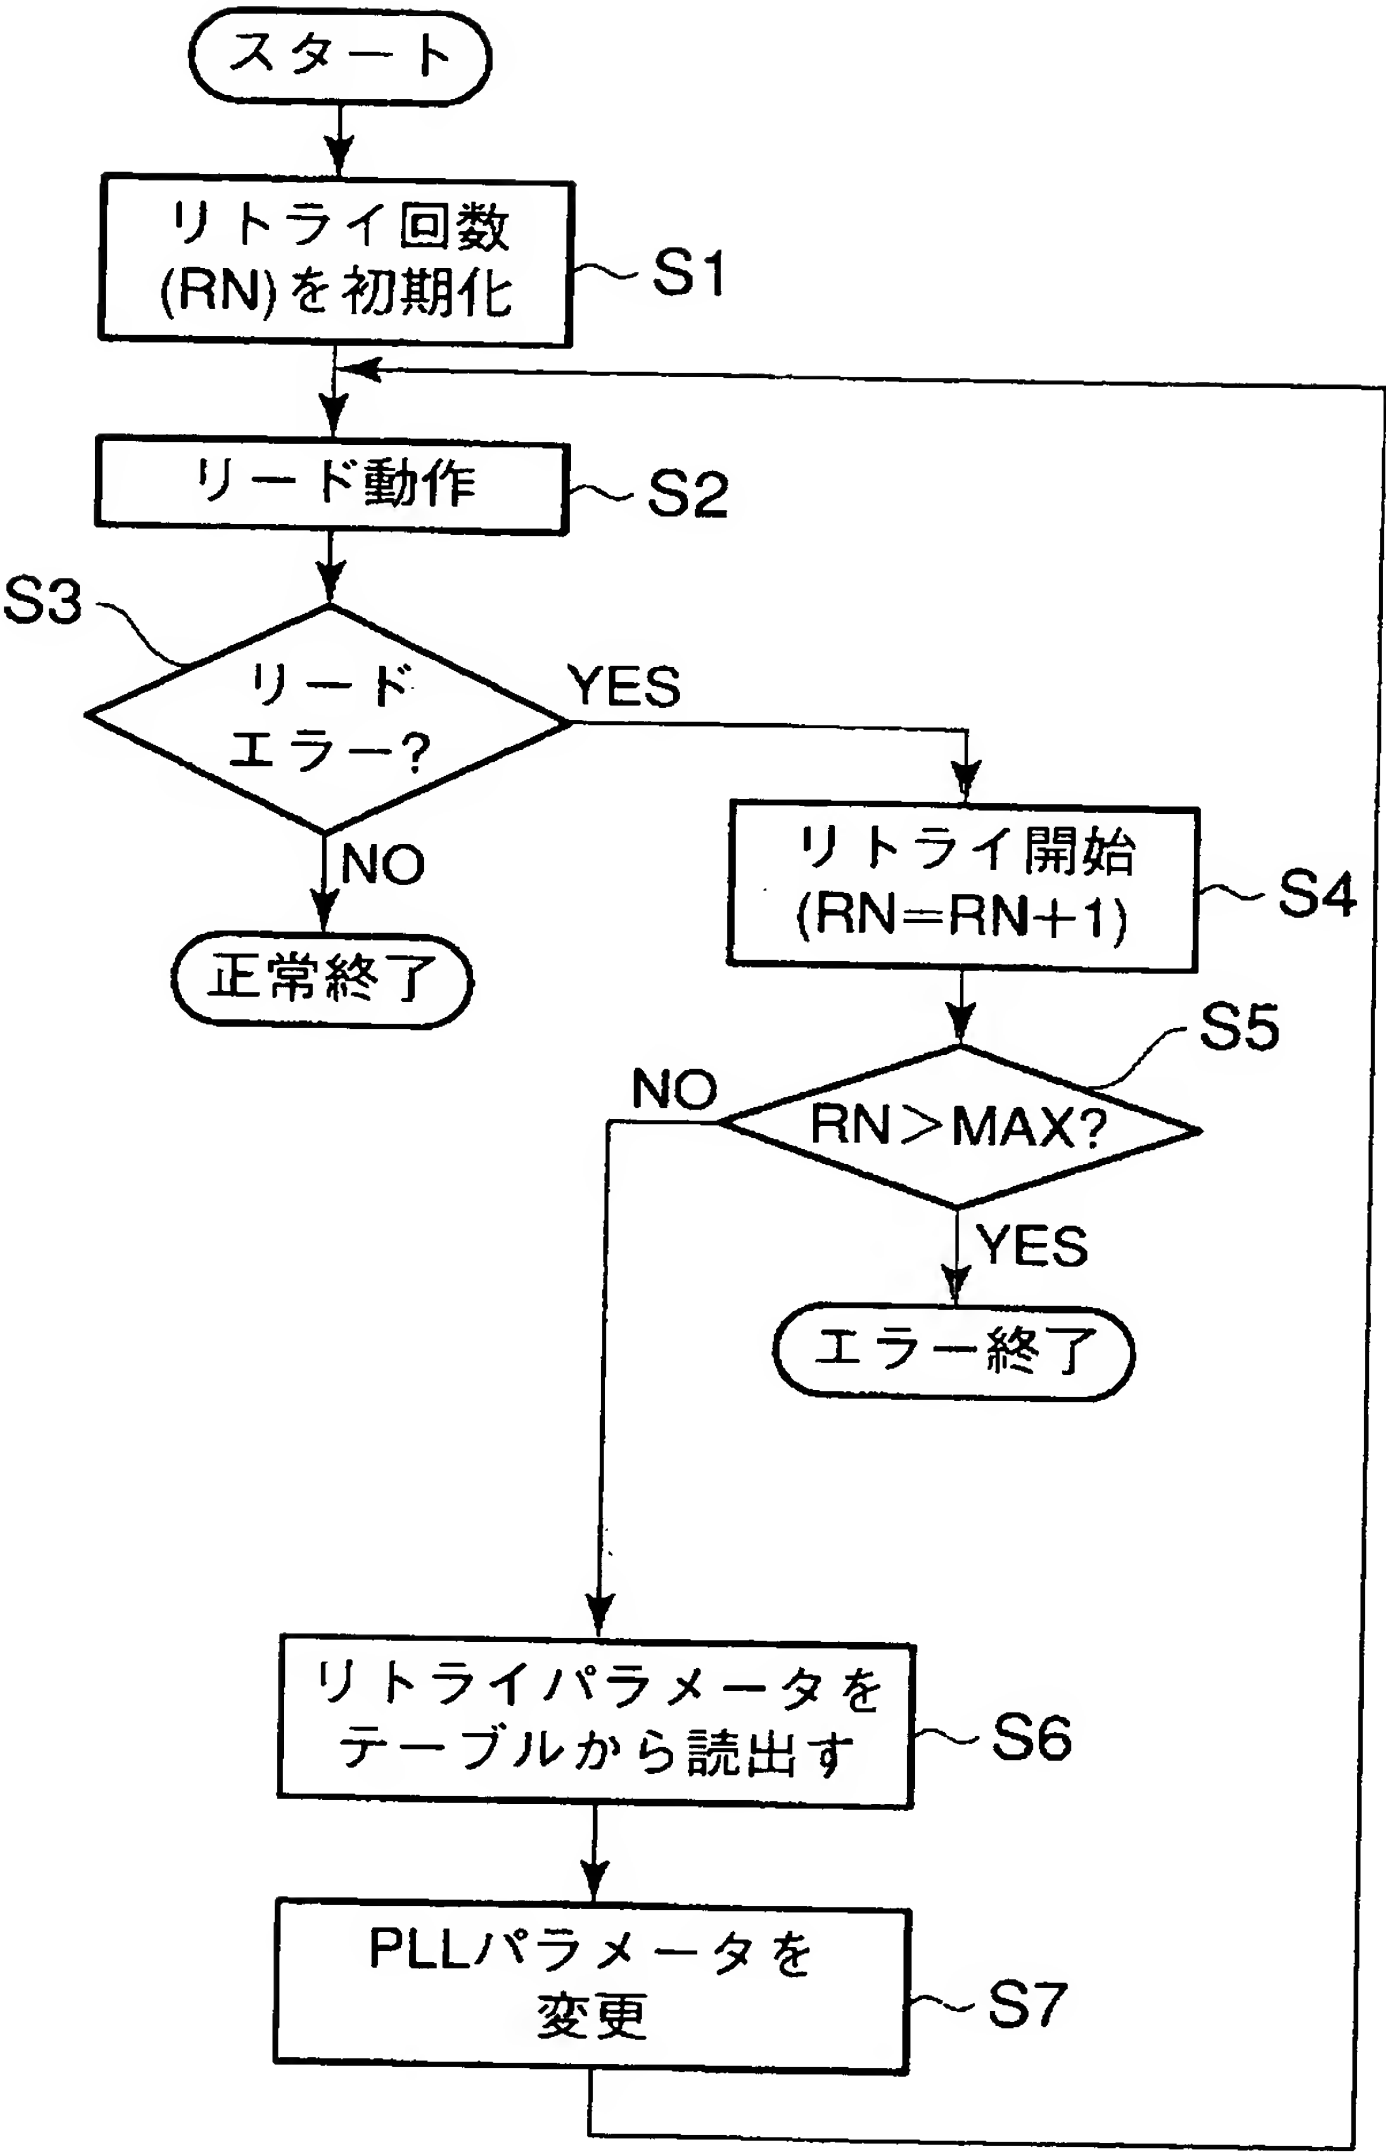 スタート
リトライ回数
(RN)を初期化
S1
リード動作
S2
S3
リード
エラー?
YES
NO
正常終了
リトライ開始
(RN=RN+1)
S4
S5
RN>MAX?
NO
YES
エラー終了
リトライパラメータを
テーブルから読出す
S6
PLLパラメータを
変更
S7